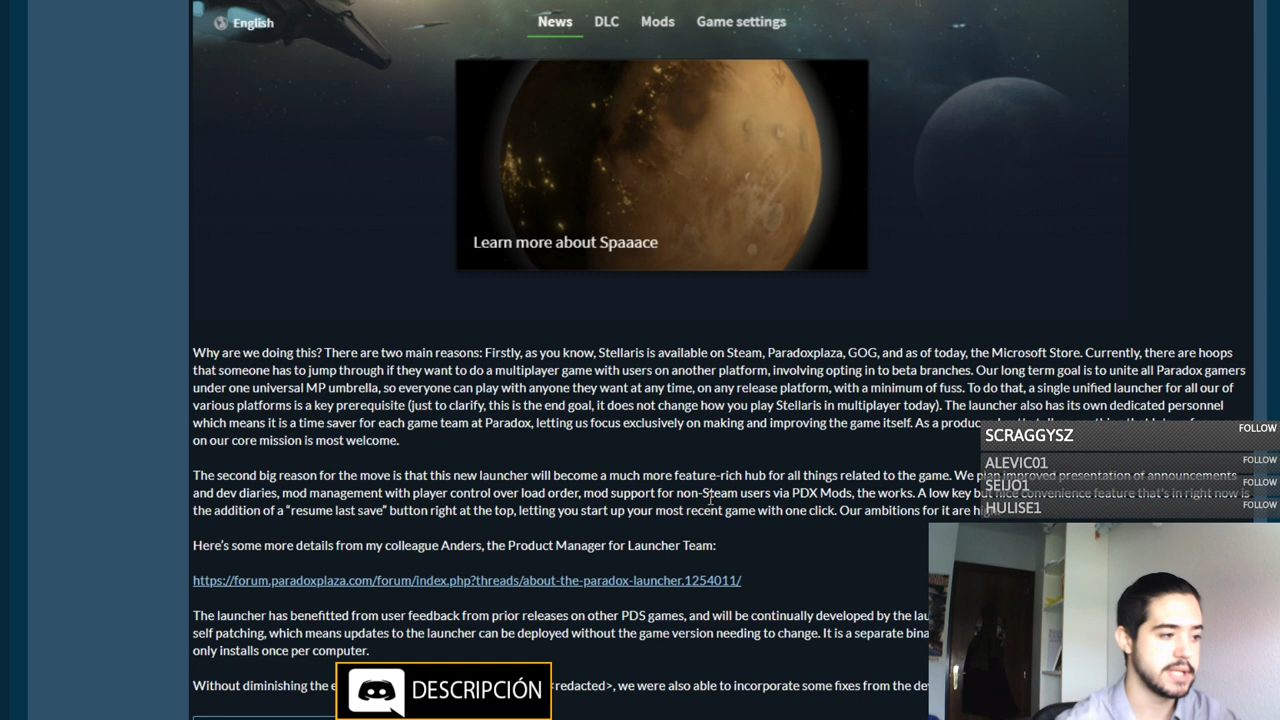 English
News DLC Mods Game settings
Learn more about Spaaace
Why are we doing this? There are two main reasons: Firstly, as you know, Stellaris is available on Steam, Paradoxplaza, GOG, and as of today, the Microsoft Store. Currently, there are hoops
that someone has to jump through if they want to do a multiplayer game with users on another platform, involving opting in to beta branches. Our long term goal is to unite all Paradox gamers
under one universal MP umbrella, so everyone can play with anyone they want at any time, on any release platform, with a minimum of fuss. To do that, a single unified launcher for all our of
various platforms is a key prerequisite (just to clarify, this is the end goal, it does not change how you play Stellaris in multiplayer today). The launcher also has its own dedicated personnel
which means it is a time saver for each game team at Paradox, letting us focus exclusively on making and improving the game itself. As a
on our core mission is most welcome.
SCRAGGYSZ FOLLOW
ALEVIC01 FOLLOW
SEIJO1 FOLLOW
HULISE1 FOLLOW
The second big reason for the move is that this new launcher will become a much more feature-rich hub for all things related to the game. We plan improved presentation of announcements
and dev diaries, mod management with player control over load order, mod support for non-Steam users via PDX Mods, the works. A low key but nice convenience feature that's in right now is
the addition of a “resume last save” button right at the top, letting you start up your most recent game with one click. Our ambitions for it are
Here's some more details from my colleague Anders, the Product Manager for Launcher Team:
https://forum.paradoxplaza.com/forum/index.php?threads/about-the-paradox-launcher.1254011/
The launcher has benefitted from user feedback from prior releases on other PDS games, and will be continually developed by the
self patching, which means updates to the launcher can be deployed without the game version needing to change. It is a separate
only installs once per computer.
Without diminishing the redacted>, we were also able to incorporate some fixes from the
DESCRIPCIÓN